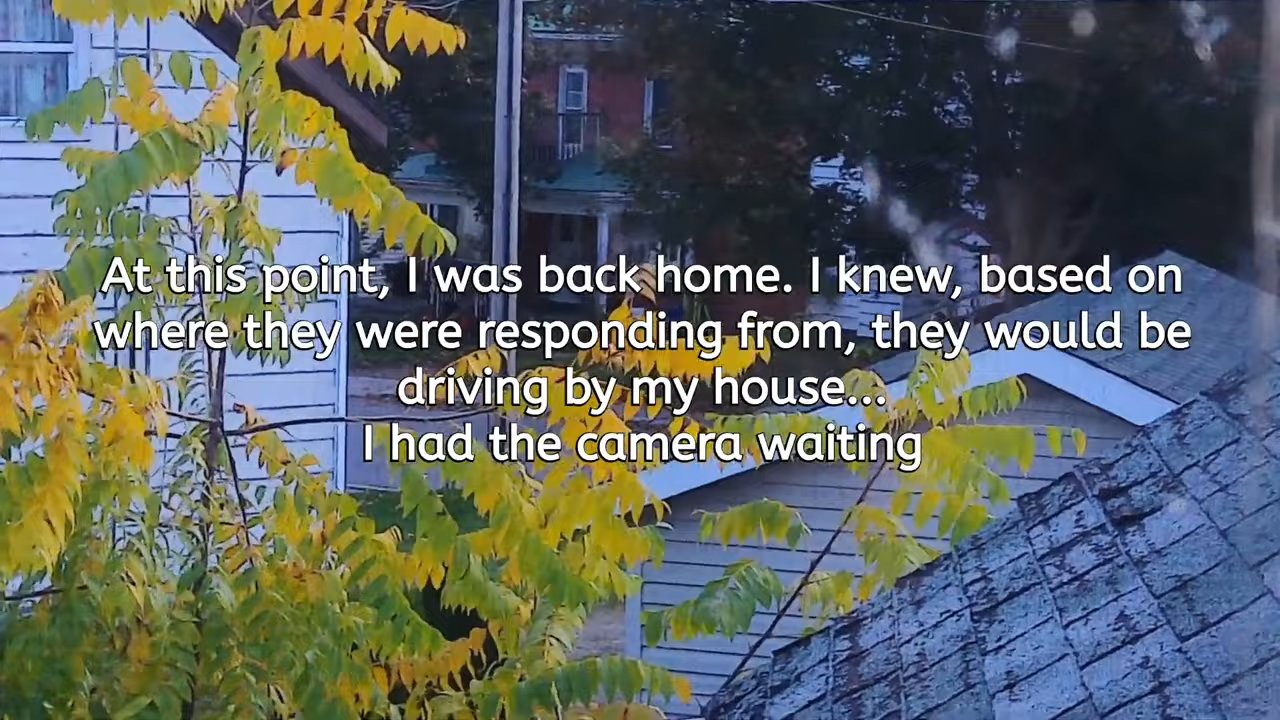 At this point, I was back home. I knew, based on
where they were responding from, they would be
driving by my house...
I had the camera waiting